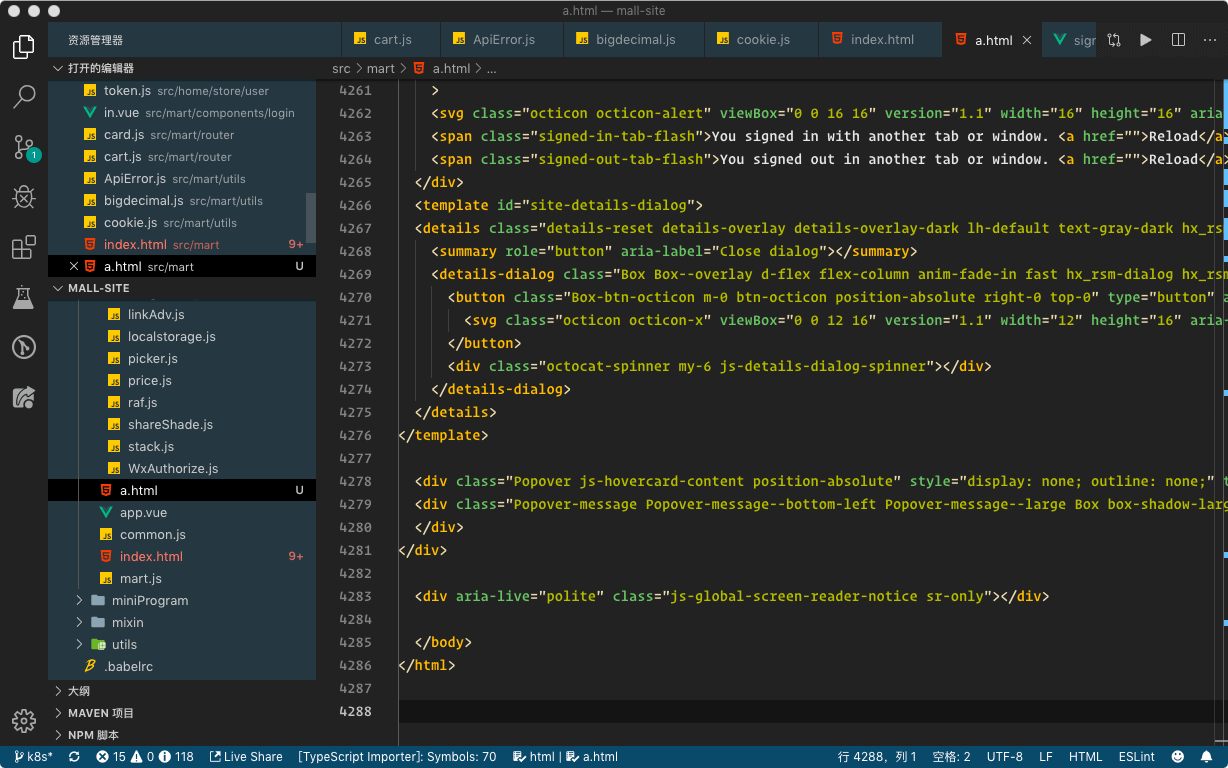 a.html — mall-site
资源管理器
cart.js
ApiError.js
bigdecimal.js
cookie.js
index.html
a.html
sigr
打开的编辑器
src > mart > a.html > ...
token.js src/home/store/user
in.vue src/mart/components/login
card.js src/mart/router
cart.js src/mart/router
ApiError.js src/mart/utils
bigdecimal.js src/mart/utils
cookie.js src/mart/utils
index.html src/mart 9+
a.html src/mart U
MALL-SITE
linkAdv.js
localstorage.js
picker.js
price.js
raf.js
shareShade.js
stack.js
WxAuthorize.js
a.html U
app.vue
common.js
index.html 9+
mart.js
miniProgram
mixin
utils
.babelrc
大纲
MAVEN 项目
NPM 脚本
1
4261 >
4262 <svg class="octicon octicon-alert" viewBox="0 0 16 16" version="1.1" width="16" height="16" aria
4263 <span class="signed-in-tab-flash">You signed in with another tab or window. <a href="">Reload</a>
4264 <span class="signed-out-tab-flash">You signed out in another tab or window. <a href="">Reload</a>
4265 </div>
4266 <template id="site-details-dialog">
4267 <details class="details-reset details-overlay details-overlay-dark lh-default text-gray-dark hx_rsm
4268 <summary role="button" aria-label="Close dialog"></summary>
4269 <details-dialog class="Box Box--overlay d-flex flex-column anim-fade-in fast hx_rsm-dialog hx_rsm
4270 <button class="Box-btn-octicon m-0 btn-octicon position-absolute right-0 top-0" type="button" a
4271 <svg class="octicon octicon-x" viewBox="0 0 12 16" version="1.1" width="12" height="16" aria-
4272 </button>
4273 <div class="octocat-spinner my-6 js-details-dialog-spinner"></div>
4274 </details-dialog>
4275 </details>
4276 </template>
4277
4278 <div class="Popover js-hovercard-content position-absolute" style="display: none; outline: none;" t
4279 <div class="Popover-message Popover-message--bottom-left Popover-message--large Box box-shadow-larg
4280 </div>
4281 </div>
4282
4283 <div aria-live="polite" class="js-global-screen-reader-notice sr-only"></div>
4284
4285 </body>
4286 </html>
4287
4288
k8s* 15 0 118 Live Share [TypeScript Importer]: Symbols: 70 html | a.html 行 4288，列 1 空格: 2 UTF-8 LF HTML ESLint